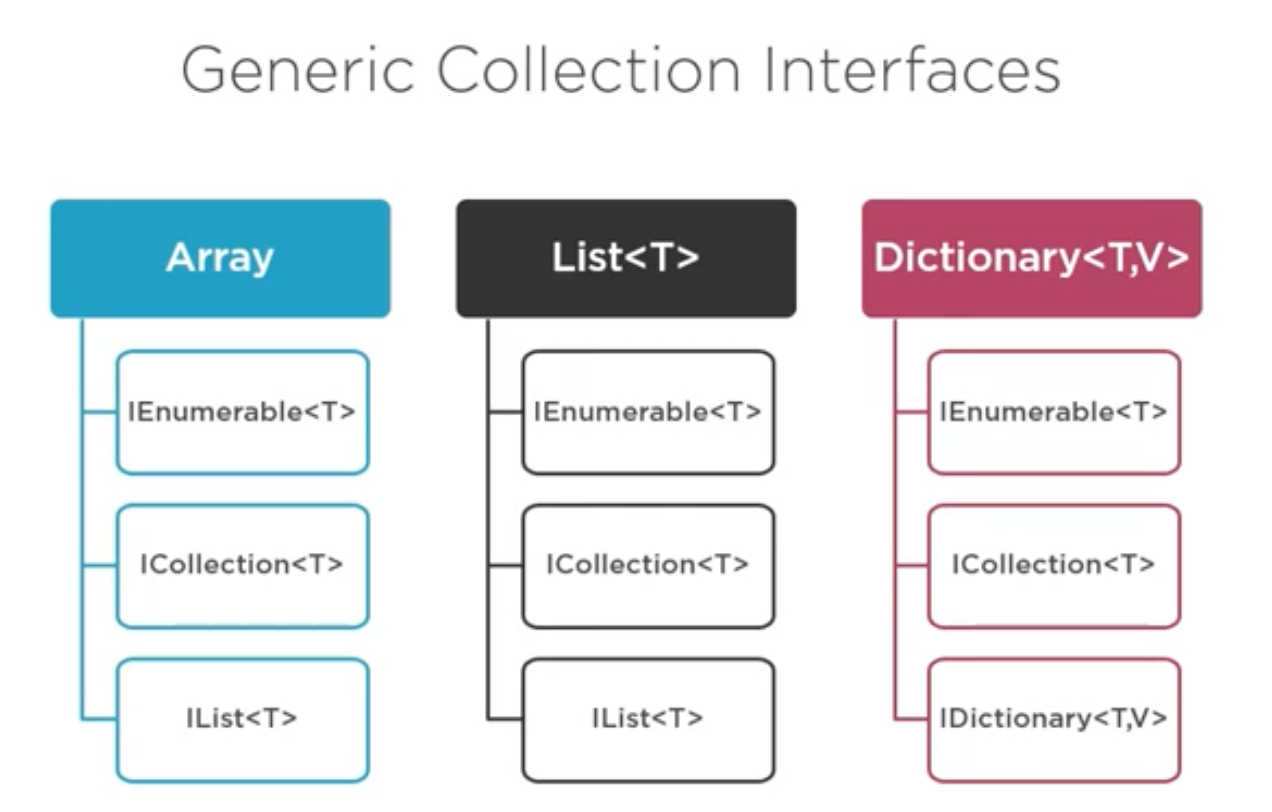 Generic Collection Interfaces
Array
IEnumerable<T>
ICollection<T>
IList<T>
List<T>
IEnumerable<T>
ICollection<T>
IList<T>
Dictionary<T,V>
IEnumerable<T>
ICollection<T>
IDictionary<T,V>